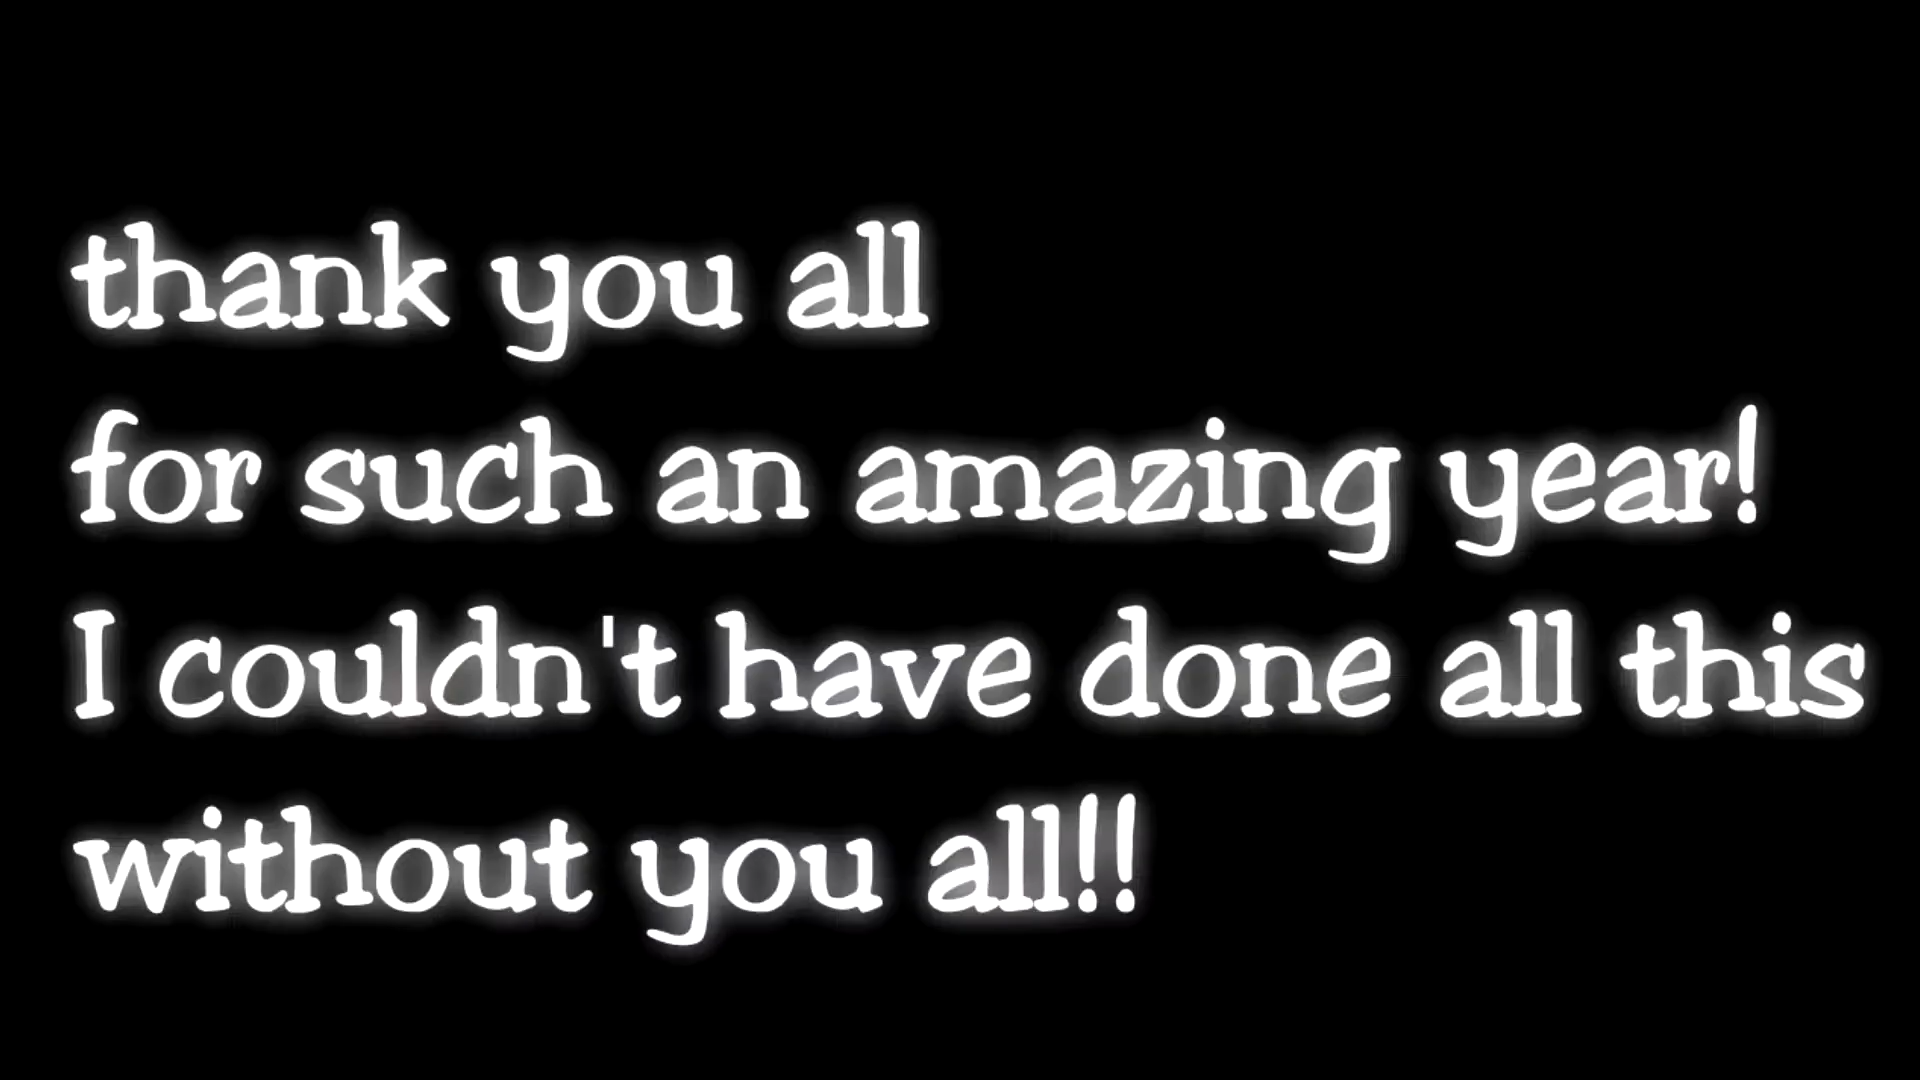 thank you all
for such an amazing year!
I couldn't have done all this
without you all!!